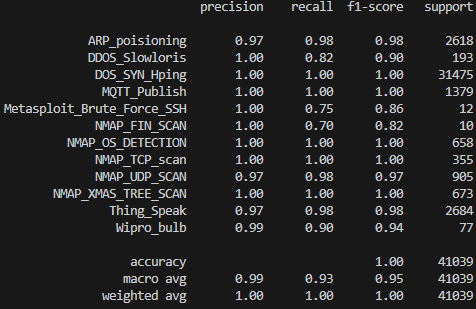 precision recall f1-score support
ARP_poisioning 0.97 0.98 0.98 2618
DDOS_Slowloris 1.00 0.82 0.90 193
DOS_SYN_Hping 1.00 1.00 1.00 31475
MQTT_Publish 1.00 1.00 1.00 1379
Metasploit_Brute_Force_SSH 1.00 0.75 0.86 12
NMAP_FIN_SCAN 1.00 0.70 0.82 10
NMAP_OS_DETECTION 1.00 1.00 1.00 658
NMAP_TCP_scan 1.00 1.00 1.00 355
NMAP_UDP_SCAN 0.97 0.98 0.97 905
NMAP_XMAS_TREE_SCAN 1.00 1.00 1.00 673
Thing_Speak 0.97 0.98 0.98 2684
Wipro_bulb 0.99 0.90 0.94 77
accuracy 1.00 41039
macro avg 0.99 0.93 0.95 41039
weighted avg 1.00 1.00 1.00 41039